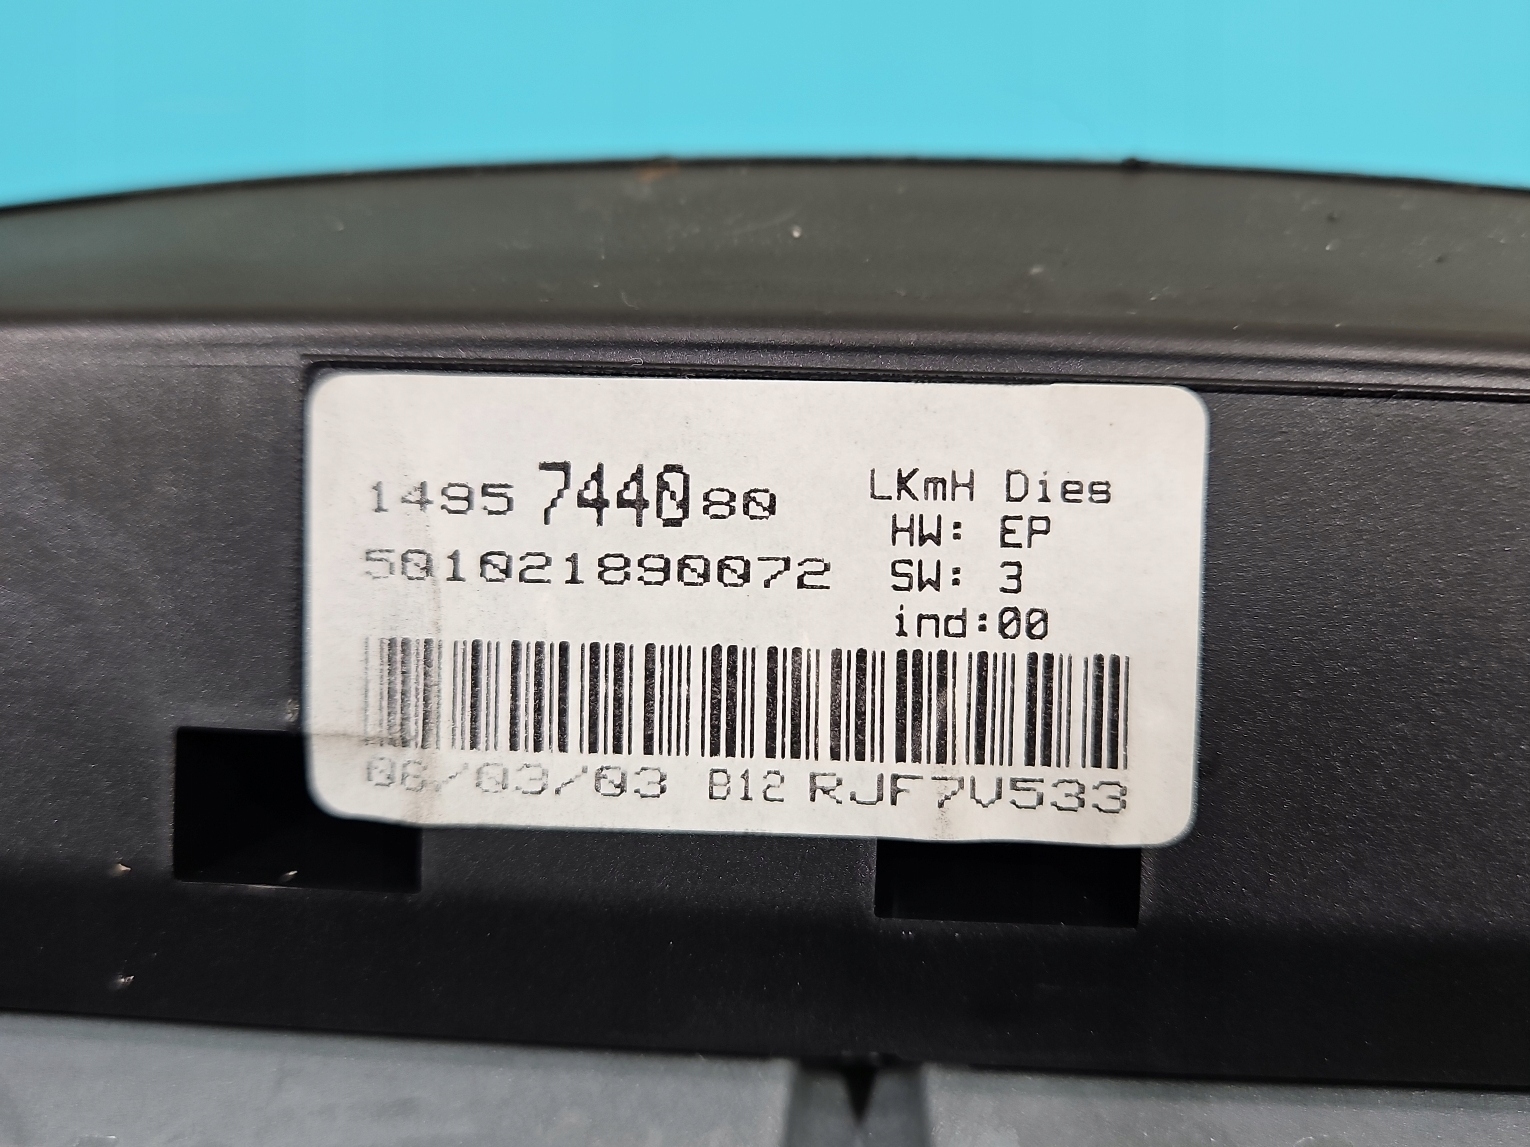 1495 7440 80
LKmH Dies
HW: EP
501021890072
SW: 3
ind:00
06/03/03 B12 RJF7V533